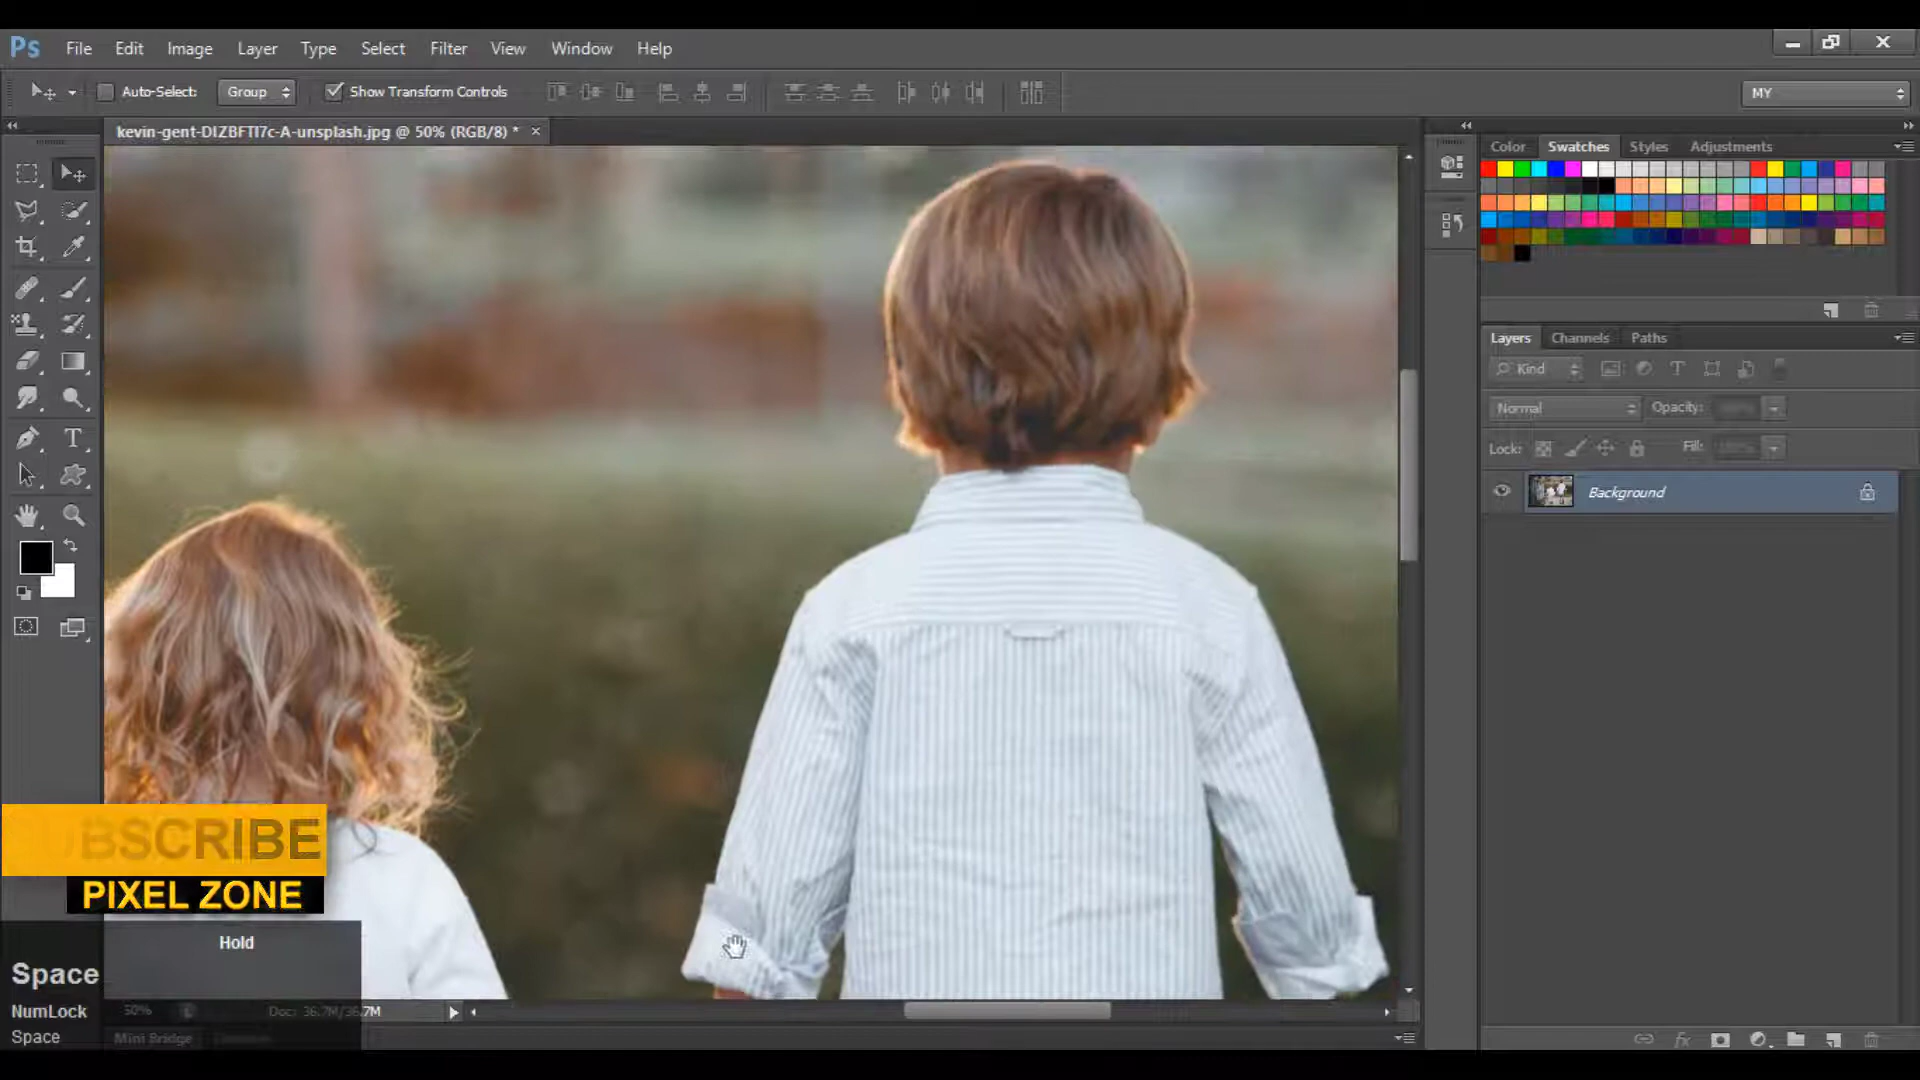 Ps File Edit Image Layer Type Select Filter View Window Help
Auto-Select: Group Show Transform Controls MY
kevin-gent-DIZBFTI7c-A-unsplash.jpg @ 50% (RGB/8) *
Color Swatches Styles Adjustments
Layers Channels Paths
Kind
Normal Opacity:
Lock: Fill:
Background
SUBSCRIBE
PIXEL ZONE
Hold
Space
NumLock
Space
50% Doc: 36.7M/36.7M
Mini Bridge